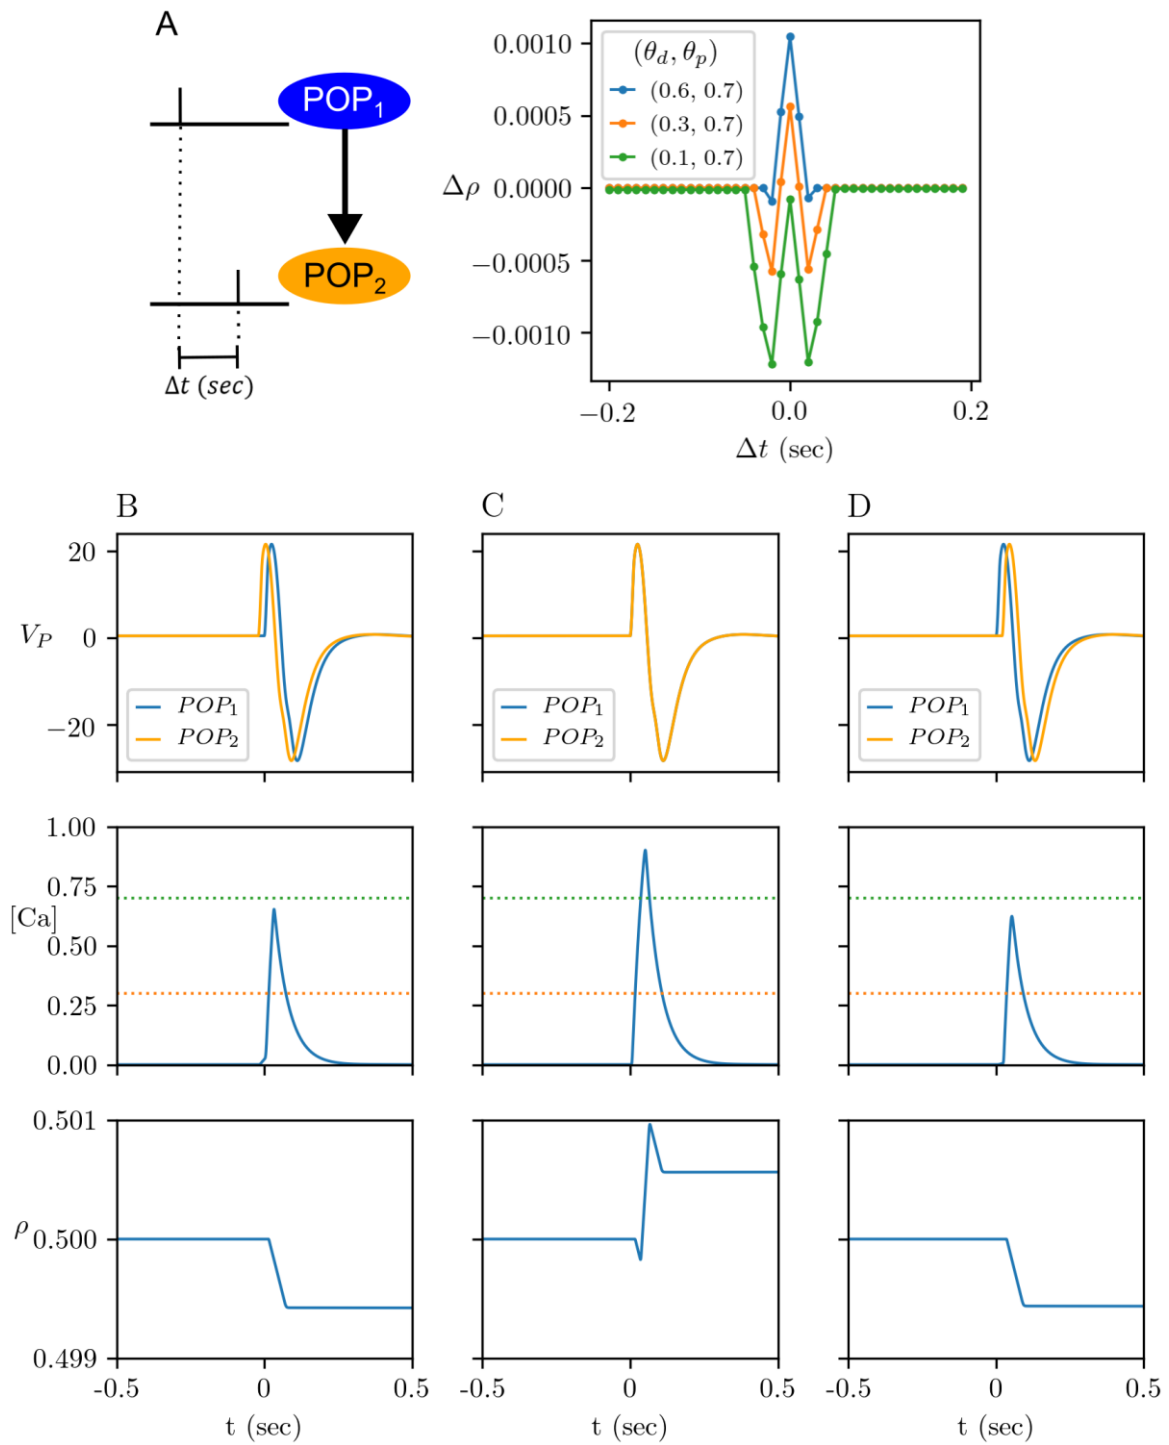 A
POP1
POP2
Δt (sec)
(θd, θp)
(0.6, 0.7)
(0.3, 0.7)
(0.1, 0.7)
0.0010
0.0005
Δρ 0.0000
−0.0005
−0.0010
−0.2 0.0 0.2
Δt (sec)
B C D
20
VP 0
−20
POP1
POP2
POP1
POP2
POP1
POP2
1.00
0.75
[Ca]
0.50
0.25
0.00
0.501
ρ 0.500
0.499
-0.5 0 0.5 -0.5 0 0.5 -0.5 0 0.5
t (sec) t (sec) t (sec)